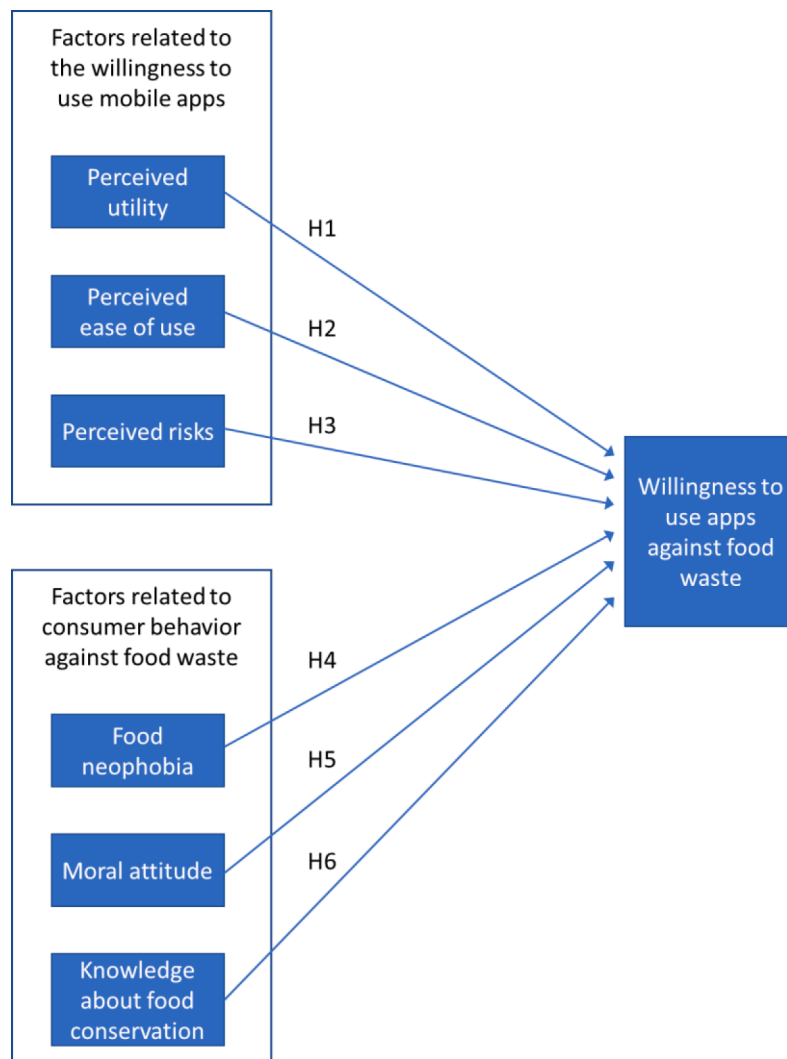 Factors related to
the willingness to
use mobile apps
Perceived
utility
H1
Perceived
ease of use
H2
Perceived risks
H3
Willingness to
use apps
against food
waste
Factors related to
consumer behavior
against food waste
H4
Food
neophobia
H5
Moral attitude
H6
Knowledge
about food
conservation